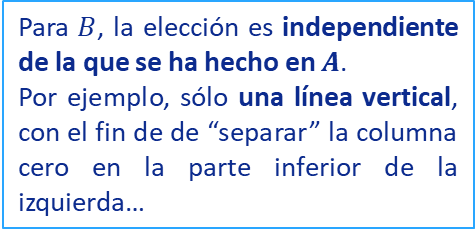 Para B, la elección es independiente
de la que se ha hecho en A.
Por ejemplo, sólo una línea vertical,
con el fin de de “separar” la columna
cero en la parte inferior de la
izquierda…